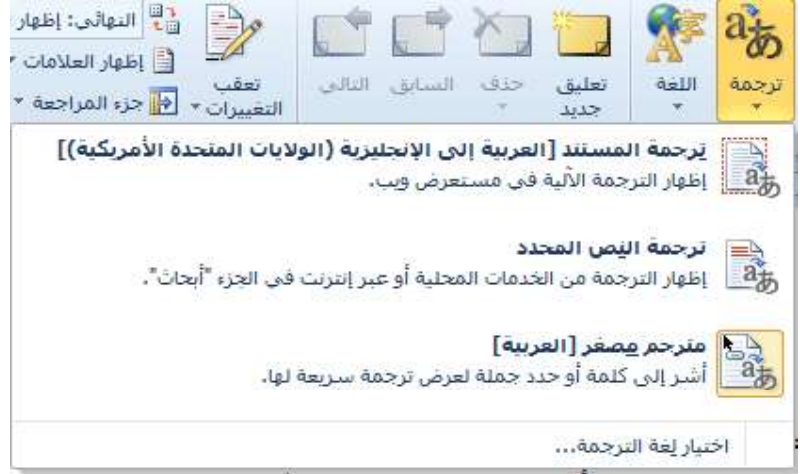 ترجمة
اللغة
تعليق جديد
حذف
السابق
التالي
تعقب التغييرات
النهائي: إظهار
إظهار العلامات
جزء المراجعة
ترجمة المستند [العربية إلى الإنجليزية (الولايات المتحدة الأمريكية)]
إظهار الترجمة الآلية في مستعرض ويب.
ترجمة النص المحدد
إظهار الترجمة من الخدمات المحلية أو عبر إنترنت في الجزء "أبحاث".
مترجم مصغر [العربية]
أشر إلى كلمة أو حدد جملة لعرض ترجمة سريعة لها.
اختيار لغة الترجمة...